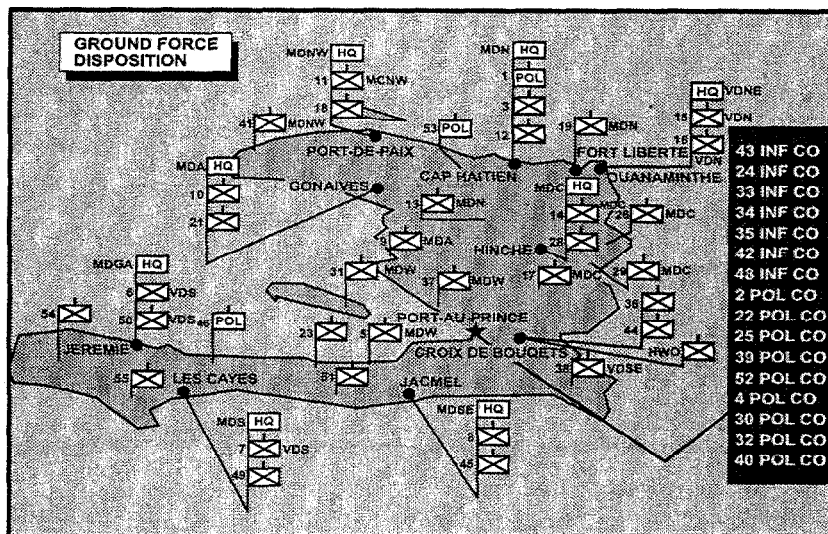 GROUND FORCE
DISPOSITION
MDNW HQ
11 MCNW
18
41 MDNW
PORT-DE-PAIX
53 POL
MDN HQ
1 POL
3
12
CAP HAITIEN
19 MDN
FORT LIBERTE
HQ VDNE
15 VDN
16
VDN
OUANAMINTHE
MDA HQ
10
21
GONAIVES
13 MDN
MDC HQ
MDC
14
28
26 MDC
HINCHE
9 MDA
31 MDW
37 MDW
17 MDC
29 MDC
36
44
HWC
MDGA HQ
6 VDS
50 VDS
54
46 POL
JEREMIE
23
5 MDW
PORT-AU-PRINCE
CROIX DE BOUQETS
38 VDSE
55
LES CAYES
51
JACMEL
MDS HQ
7 VDS
49
MDSE HQ
8
45
43 INF CO
24 INF CO
33 INF CO
34 INF CO
35 INF CO
42 INF CO
48 INF CO
2 POL CO
22 POL CO
25 POL CO
39 POL CO
52 POL CO
4 POL CO
30 POL CO
32 POL CO
40 POL CO